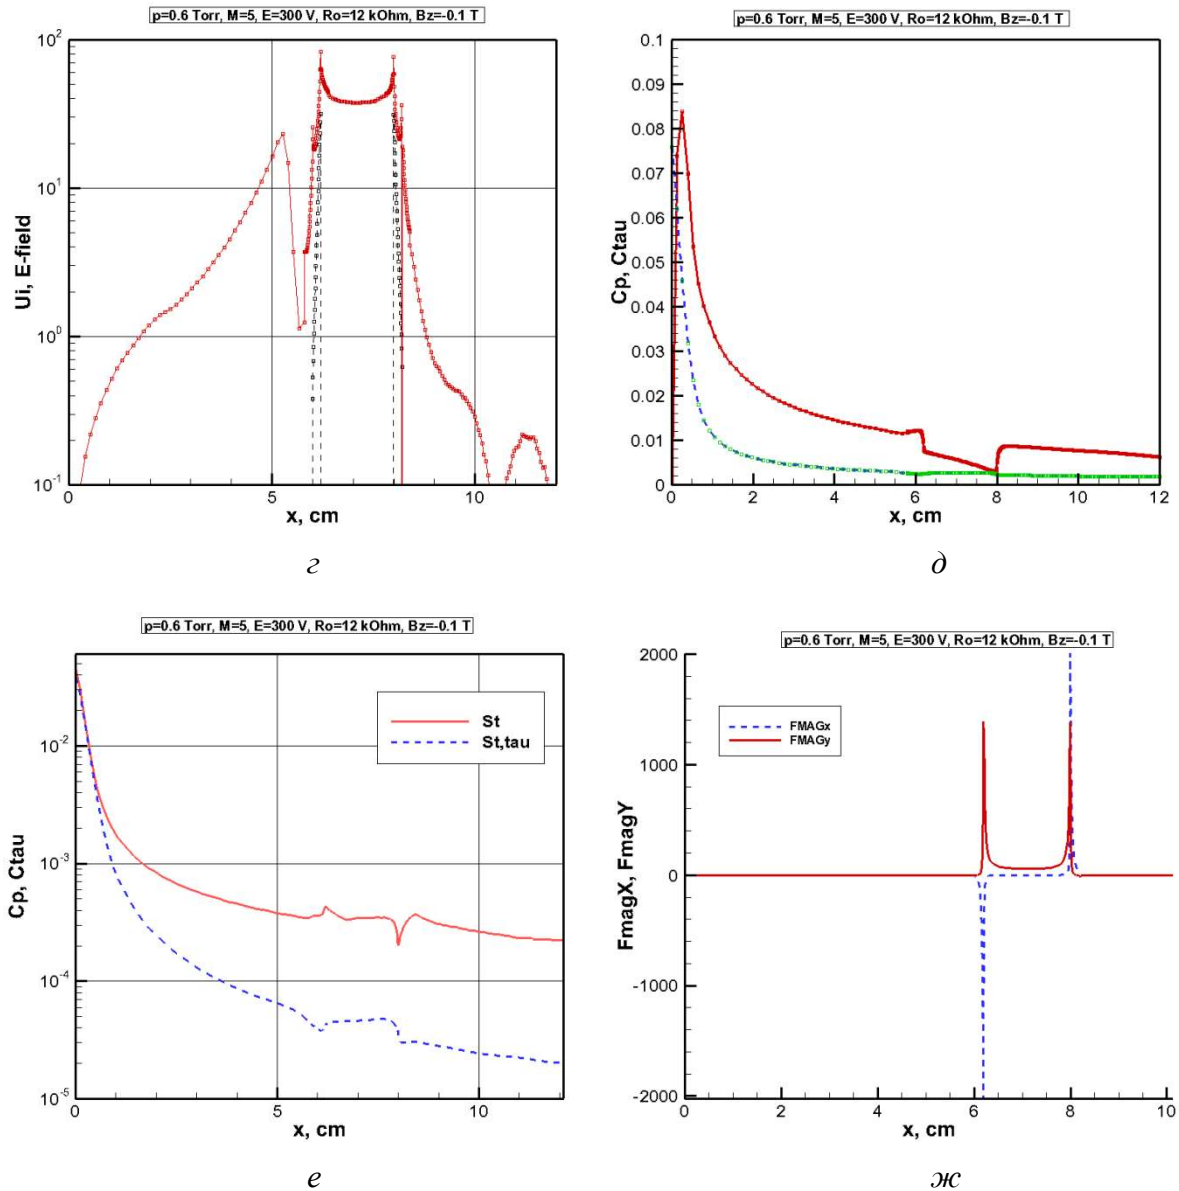 p=0.6 Torr, M=5, E=300 V, Ro=12 kOhm, Bz=-0.1 T
10^2
10^1
10^0
10^-1
Ui, E-field
0 5 10
x, cm
г
p=0.6 Torr, M=5, E=300 V, Ro=12 kOhm, Bz=-0.1 T
0.1
0.09
0.08
0.07
0.06
0.05
0.04
0.03
0.02
0.01
0
Cp, Ctau
0 2 4 6 8 10 12
x, cm
д
p=0.6 Torr, M=5, E=300 V, Ro=12 kOhm, Bz=-0.1 T
St
St,tau
10^-2
10^-3
10^-4
10^-5
Cp, Ctau
0 5 10
x, cm
е
p=0.6 Torr, M=5, E=300 V, Ro=12 kOhm, Bz=-0.1 T
FMAGx
FMAGy
2000
1000
0
-1000
-2000
FmagX, FmagY
0 2 4 6 8 10
x, cm
ж